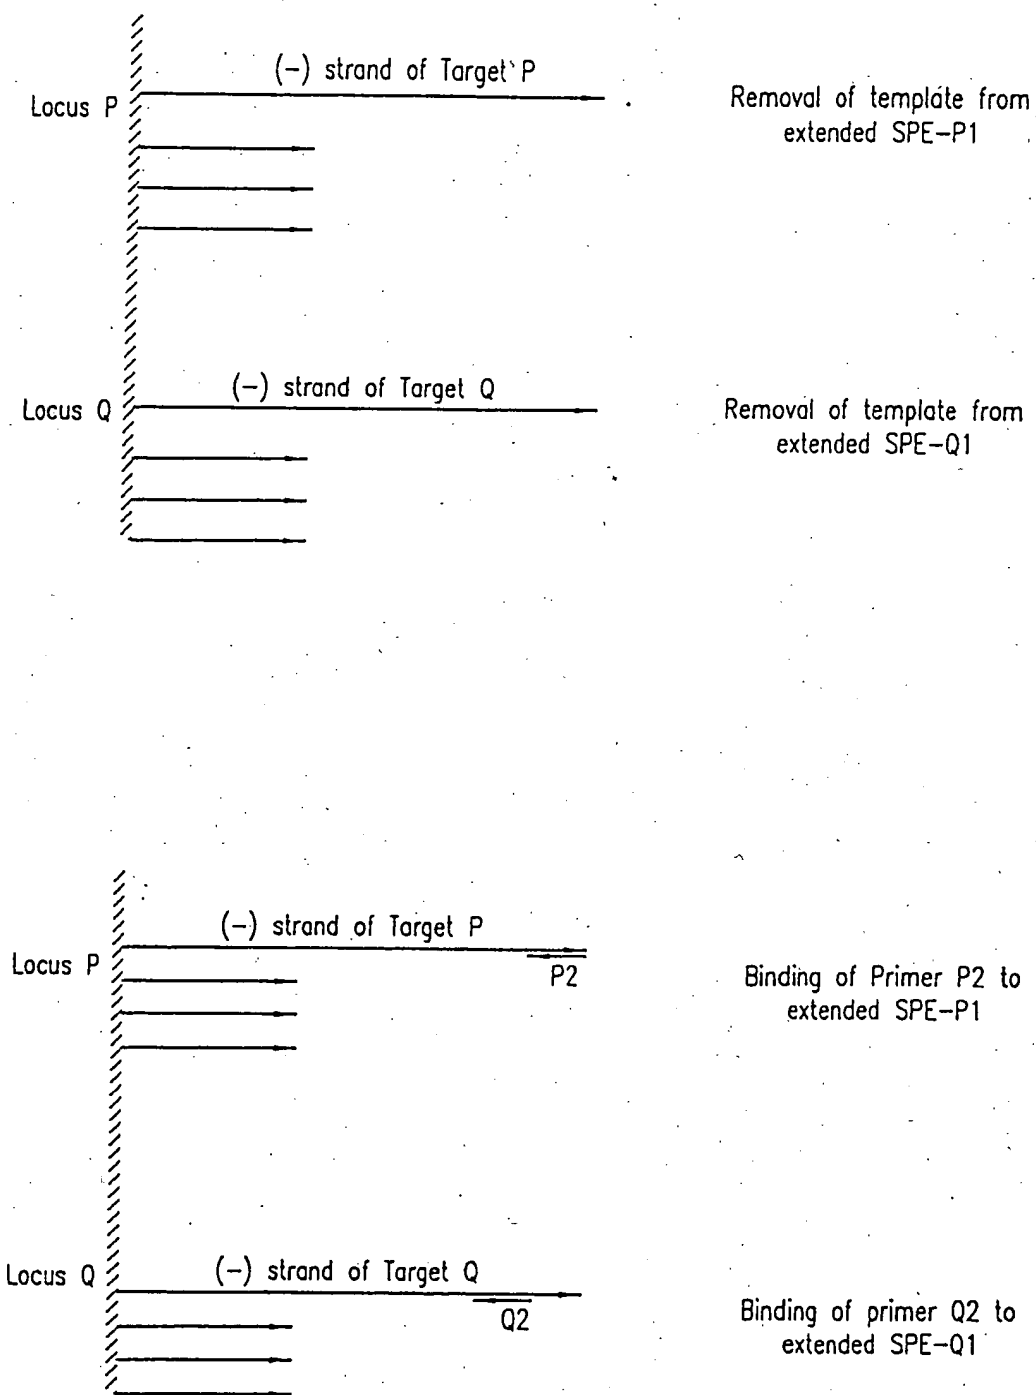 (-) strand of Target P
Locus P
Removal of template from
extended SPE-P1
(-) strand of Target Q
Locus Q
Removal of template from
extended SPE-Q1
(-) strand of Target P
Locus P
P2
Binding of Primer P2 to
extended SPE-P1
(-) strand of Target Q
Locus Q
Q2
Binding of primer Q2 to
extended SPE-Q1